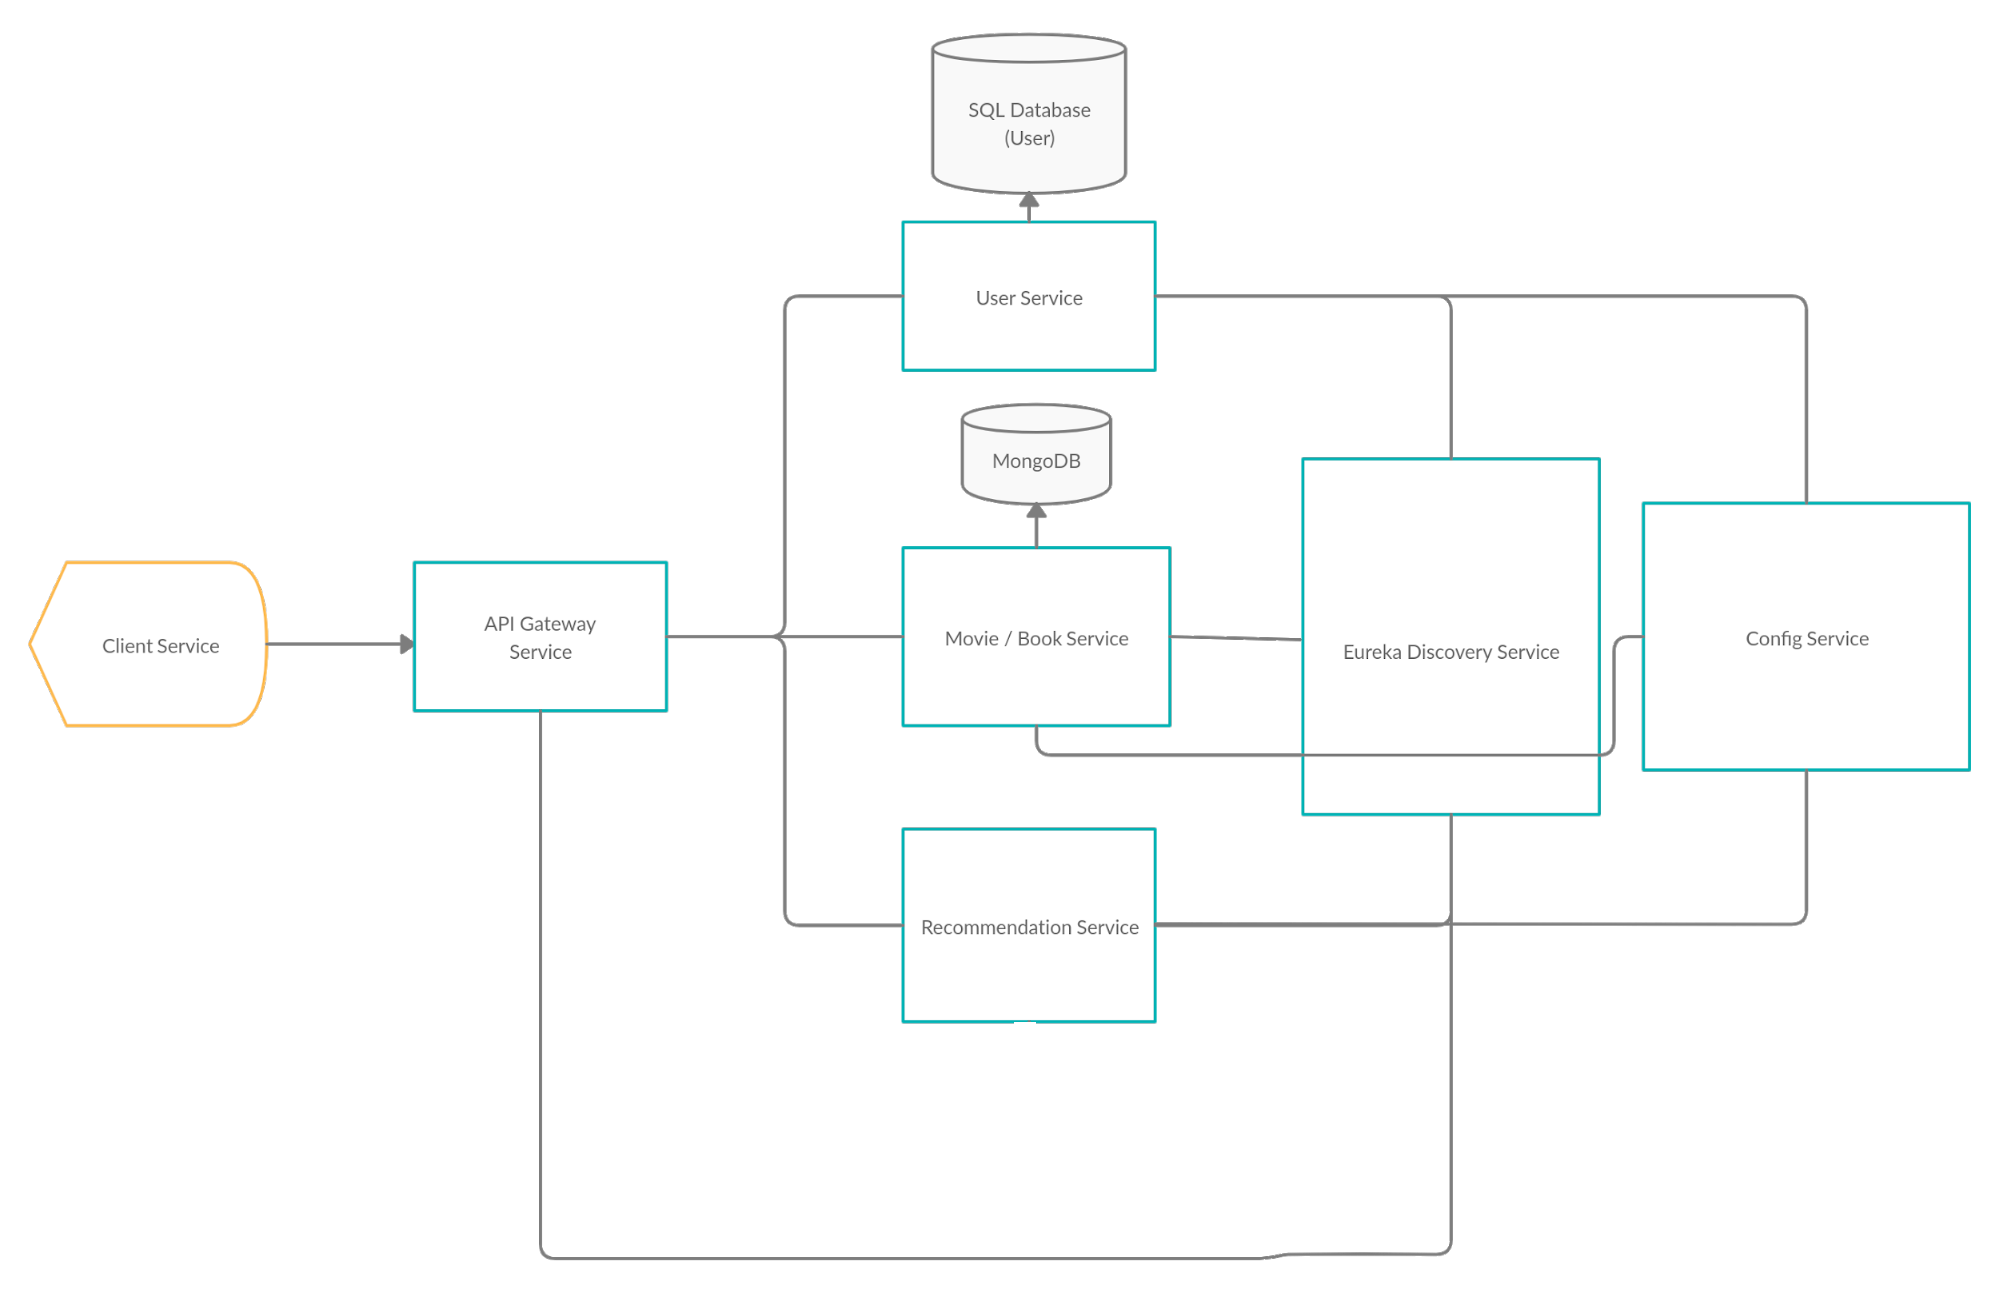 SQL Database
(User)
User Service
MongoDB
Client Service
API Gateway
Service
Movie / Book Service
Eureka Discovery Service
Config Service
Recommendation Service